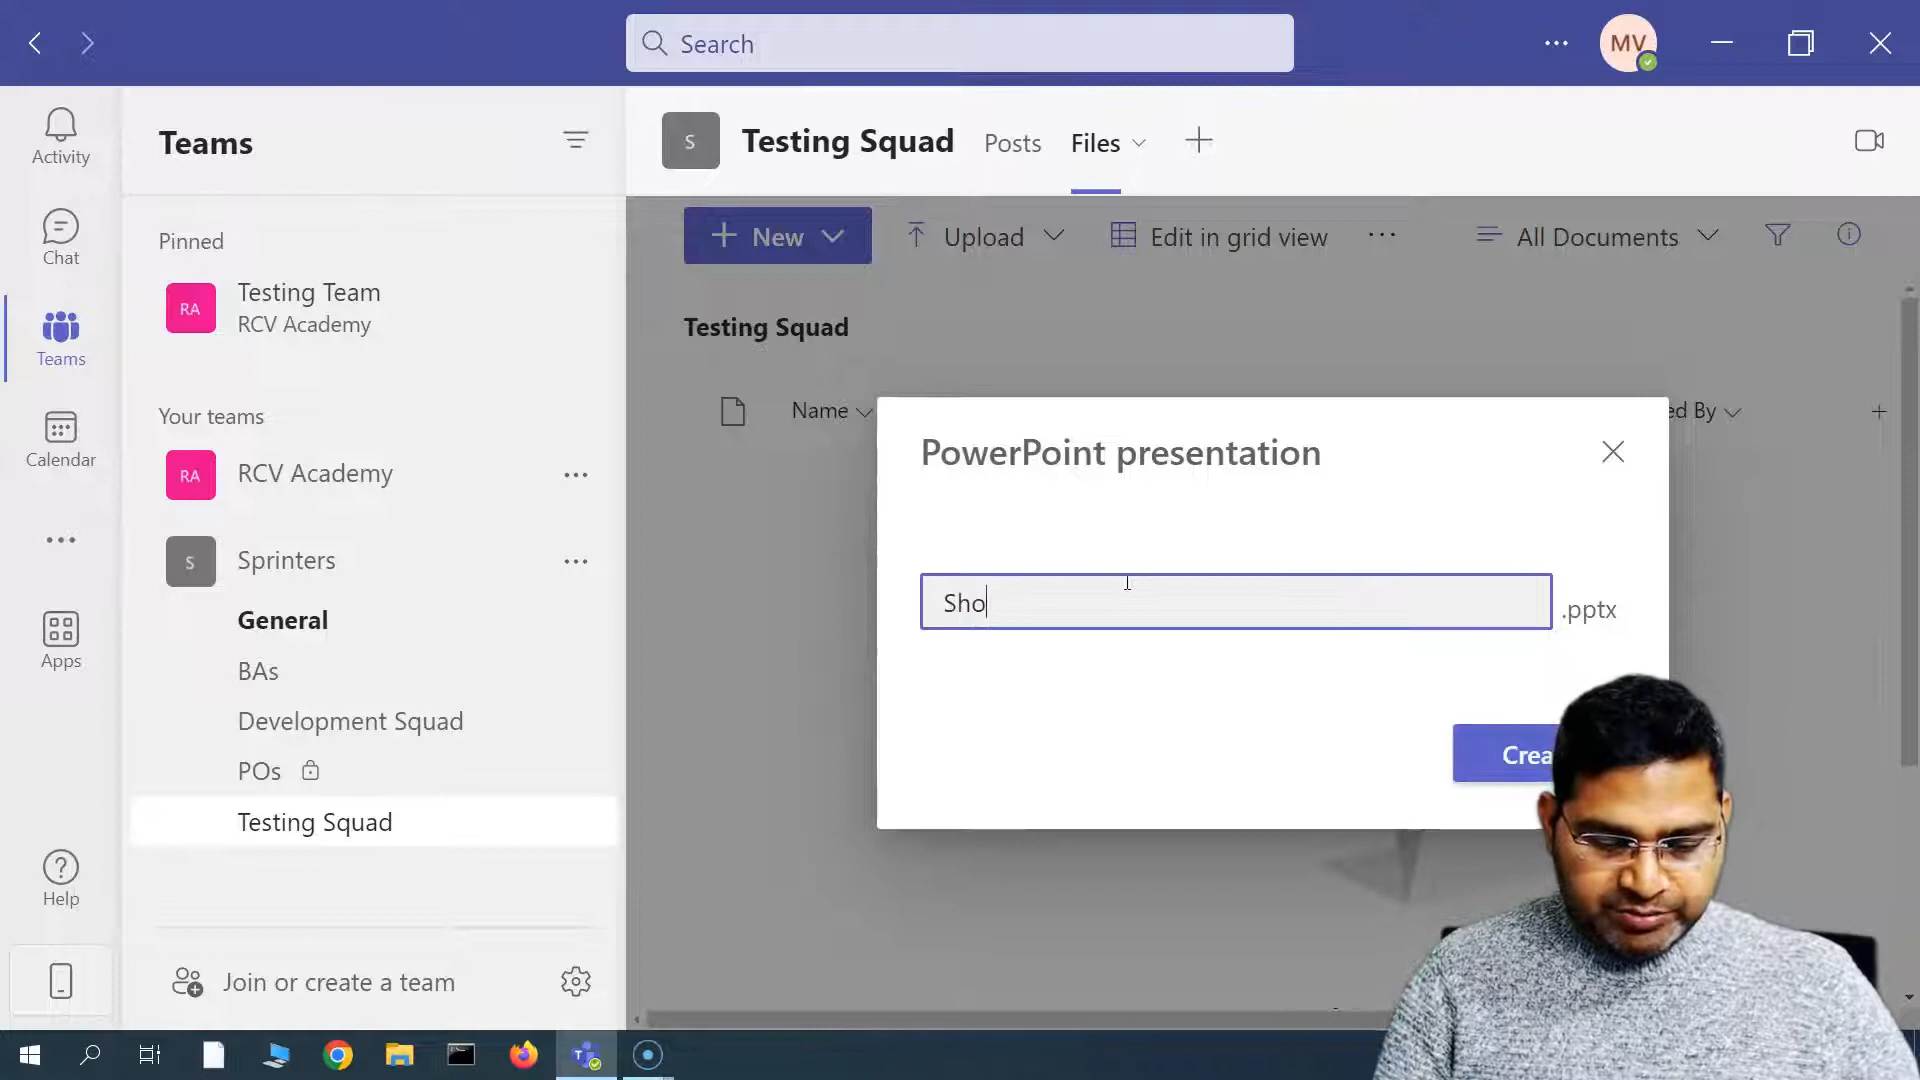 Search
MV
Activity
Chat
Teams
Calendar
Apps
Help
Teams
Pinned
RA
Testing Team
RCV Academy
Your teams
RA
RCV Academy
S
Sprinters
General
BAs
Development Squad
POs
Testing Squad
Join or create a team
S
Testing Squad
Posts
Files
New
Upload
Edit in grid view
All Documents
Testing Squad
Name
ed By
PowerPoint presentation
Sho
.pptx
Crea